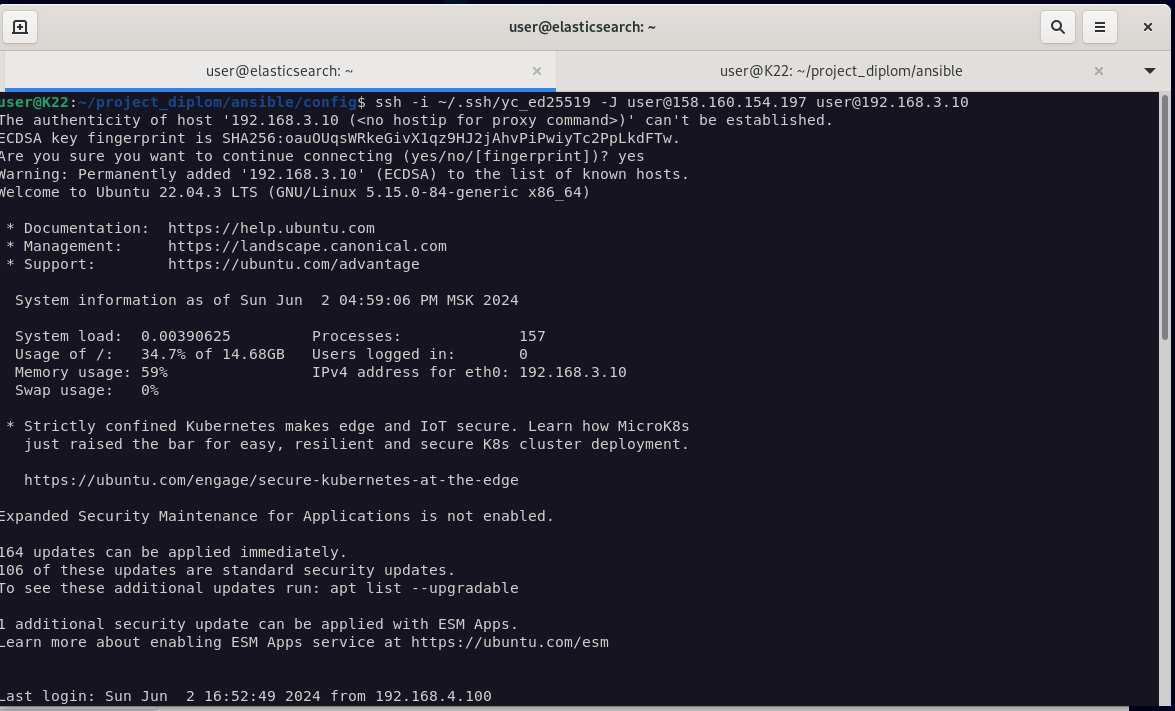 user@elasticsearch: ~
user@elasticsearch: ~
user@K22: ~/project_diplom/ansible
user@K22:~/project_diplom/ansible/config$ ssh -i ~/.ssh/yc_ed25519 -J user@158.160.154.197 user@192.168.3.10
The authenticity of host '192.168.3.10 (<no hostip for proxy command>)' can't be established.
ECDSA key fingerprint is SHA256:oauOUqsWRkeGivX1qz9HJ2jAhvPiPwiyTc2PpLkdFTw.
Are you sure you want to continue connecting (yes/no/[fingerprint])? yes
Warning: Permanently added '192.168.3.10' (ECDSA) to the list of known hosts.
Welcome to Ubuntu 22.04.3 LTS (GNU/Linux 5.15.0-84-generic x86_64)
* Documentation:  https://help.ubuntu.com
* Management:     https://landscape.canonical.com
* Support:        https://ubuntu.com/advantage
System information as of Sun Jun  2 04:59:06 PM MSK 2024
System load:  0.00390625         Processes:             157
Usage of /:   34.7% of 14.68GB   Users logged in:       0
Memory usage: 59%                IPv4 address for eth0: 192.168.3.10
Swap usage:   0%
* Strictly confined Kubernetes makes edge and IoT secure. Learn how MicroK8s
just raised the bar for easy, resilient and secure K8s cluster deployment.
https://ubuntu.com/engage/secure-kubernetes-at-the-edge
Expanded Security Maintenance for Applications is not enabled.
164 updates can be applied immediately.
106 of these updates are standard security updates.
To see these additional updates run: apt list --upgradable
1 additional security update can be applied with ESM Apps.
Learn more about enabling ESM Apps service at https://ubuntu.com/esm
Last login: Sun Jun  2 16:52:49 2024 from 192.168.4.100